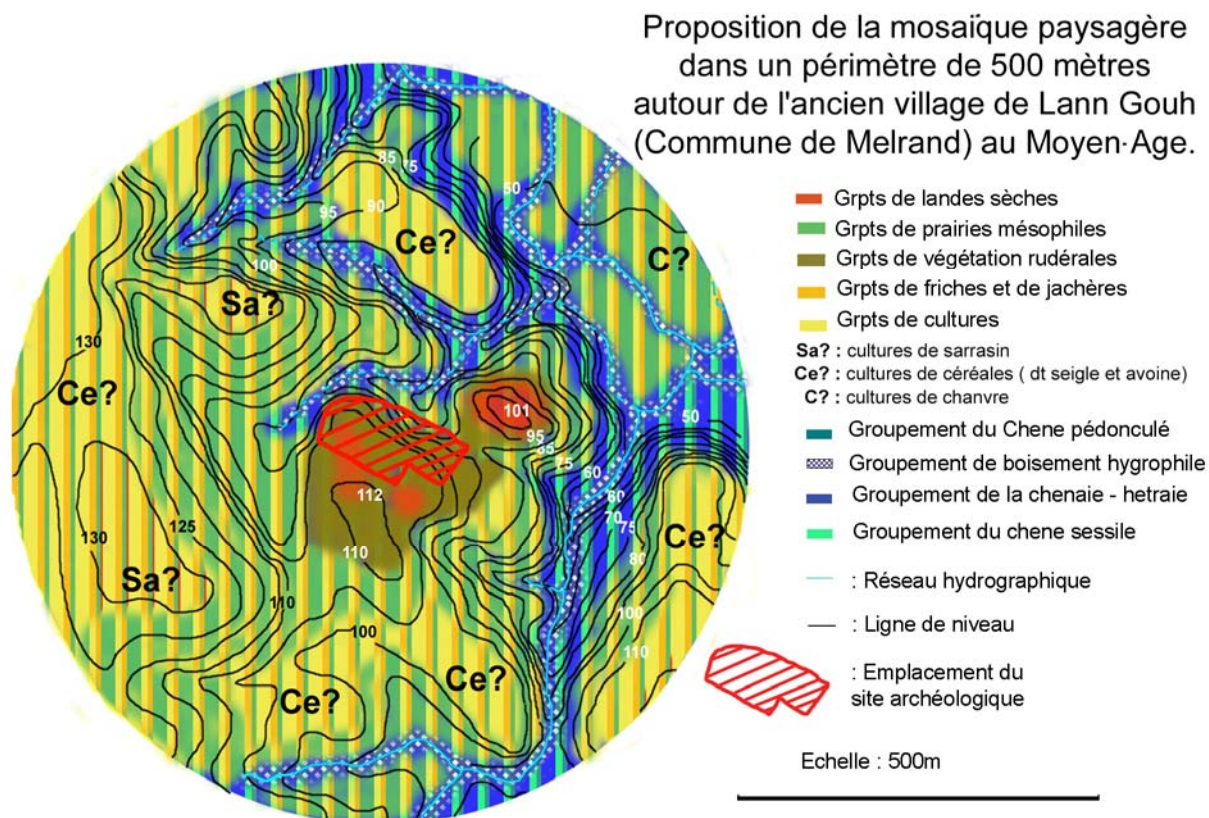 Proposition de la mosaïque paysagère
dans un périmètre de 500 mètres
autour de l'ancien village de Lann Gouh
(Commune de Melrand) au Moyen-Age.
Grpts de landes sèches
Grpts de prairies mésophiles
Grpts de végétation rudérales
Grpts de friches et de jachères
Grpts de cultures
Sa? : cultures de sarrasin
Ce? : cultures de céréales ( dt seigle et avoine)
C? : cultures de chanvre
Groupement du Chene pédonculé
Groupement de boisement hygrophile
Groupement de la chenaie - hetraie
Groupement du chene sessile
: Réseau hydrographique
: Ligne de niveau
: Emplacement du
site archéologique
Echelle : 500m
85
75
50
95
90
Ce?
C?
100
Sa?
130
Ce?
101
50
95
85
75
60
112
60
70
75
125
130
110
Ce?
80
Sa?
110
100
100
110
Ce?
Ce?